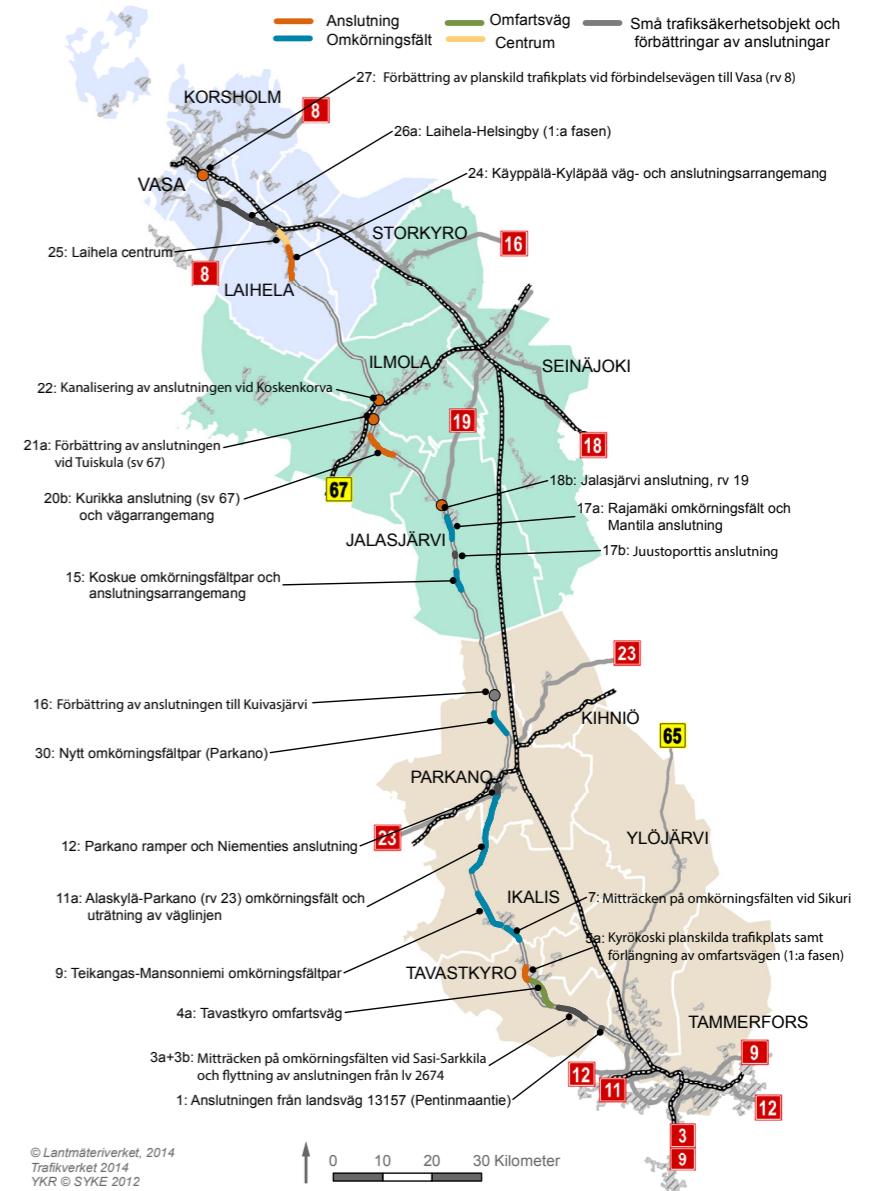 Anslutning
Omkörningsfält
Omfartsväg
Centrum
Små trafiksäkerhetsobjekt och
förbättringar av anslutningar
27: Förbättring av planskild trafikplats vid förbindelsevägen till Vasa (rv 8)
KORSHOLM
8
26a: Laihela-Helsingby (1:a fasen)
24: Käyppälä-Kyläpää väg- och anslutningsarrangemang
VASA
STORKYRO
16
25: Laihela centrum
8
LAIHELA
ILMOLA
SEINÄJOKI
22: Kanalisering av anslutningen vid Koskenkorva
19
18
21a: Förbättring av anslutningen
vid Tuiskula (sv 67)
67
20b: Kurikka anslutning (sv 67)
och vägarrangemang
18b: Jalasjärvi anslutning, rv 19
17a: Rajamäki omkörningsfält och
Mantila anslutning
JALASJÄRVI
17b: Juustoporttis anslutning
15: Koskue omkörningsfältpar och
anslutningsarrangemang
23
16: Förbättring av anslutningen till Kuivasjärvi
KIHNIÖ
65
30: Nytt omkörningsfältpar (Parkano)
PARKANO
23
YLÖJÄRVI
12: Parkano ramper och Niementies anslutning
11a: Alaskylä-Parkano (rv 23) omkörningsfält och
uträtning av väglinjen
IKALIS
7: Mitträcken på omkörningsfälten vid Sikuri
5a: Kyrökoski planskilda trafikplats samt
förlängning av omfartsvägen (1:a fasen)
9: Teikangas-Mansonniemi omkörningsfältpar
TAVASTKYRO
4a: Tavastkyro omfartsväg
TAMMERFORS
3a+3b: Mitträcken på omkörningsfälten vid Sasi-Sarkkila
och flyttning av anslutningen från lv 2674
9
12
11
12
1: Anslutningen från landsväg 13157 (Pentinmaantie)
3
9
© Lantmäteriverket, 2014
Trafikverket 2014
YKR © SYKE 2012
0 10 20 30 Kilometer